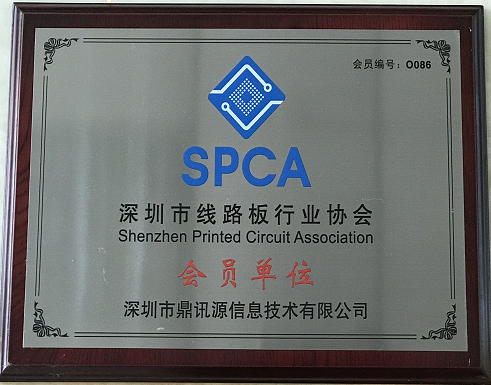 会员编号：O086
SPCA
深圳市线路板行业协会
Shenzhen Printed Circuit Association
会员单位
深圳市鼎讯源信息技术有限公司